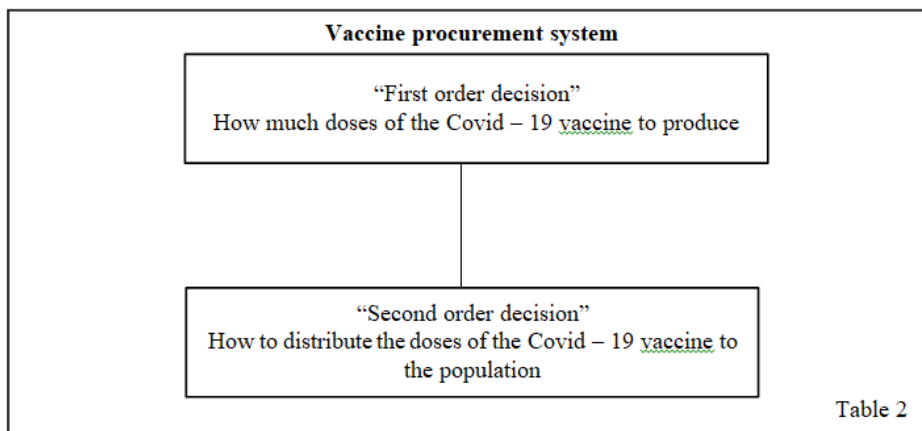 Vaccine procurement system
“First order decision”
How much doses of the Covid – 19 vaccine to produce
“Second order decision”
How to distribute the doses of the Covid – 19 vaccine to
the population
Table 2